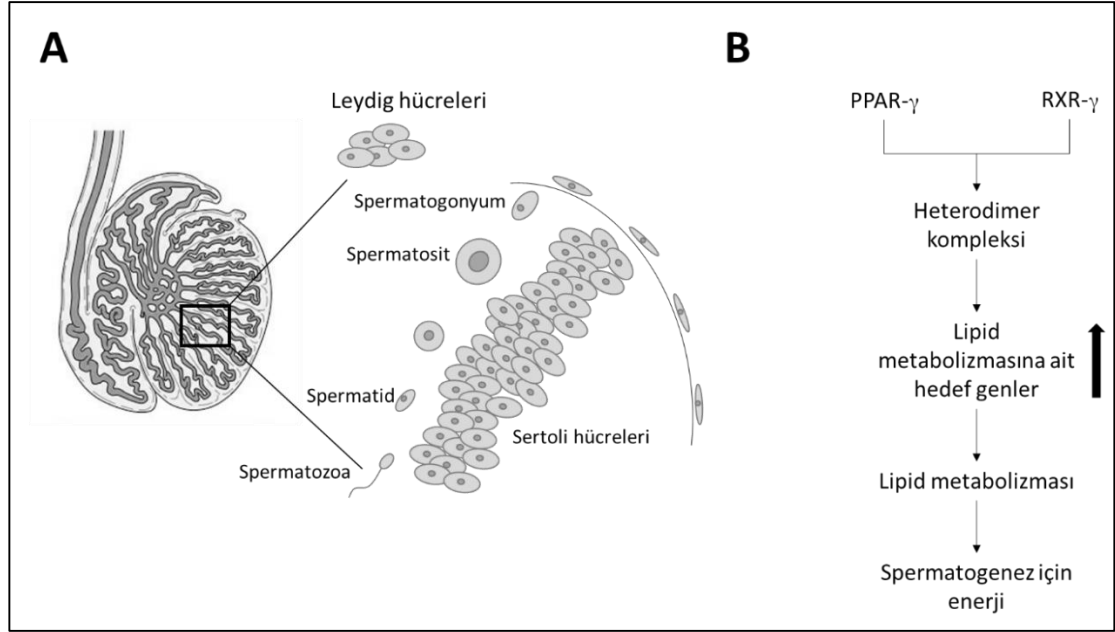 A
Leydig hücreleri
Spermatogonyum
Spermatosit
Spermatid
Spermatozoa
Sertoli hücreleri
B
PPAR-γ
RXR-γ
Heterodimer
kompleksi
Lipid
metabolizmasına ait
hedef genler
Lipid metabolizması
Spermatogenez için
enerji